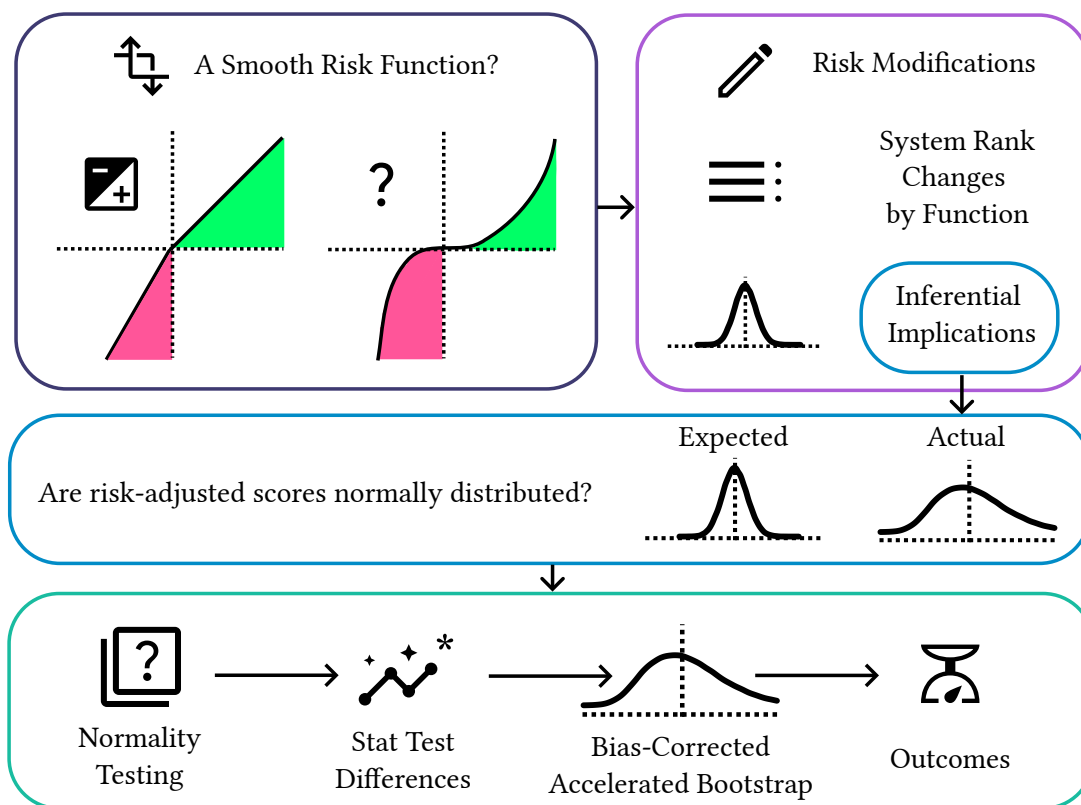 A Smooth Risk Function?
?
Risk Modifications
System Rank
Changes
by Function
Inferential
Implications
Are risk-adjusted scores normally distributed?
Expected
Actual
?
*
Normality
Testing
Stat Test
Differences
Bias-Corrected
Accelerated Bootstrap
Outcomes